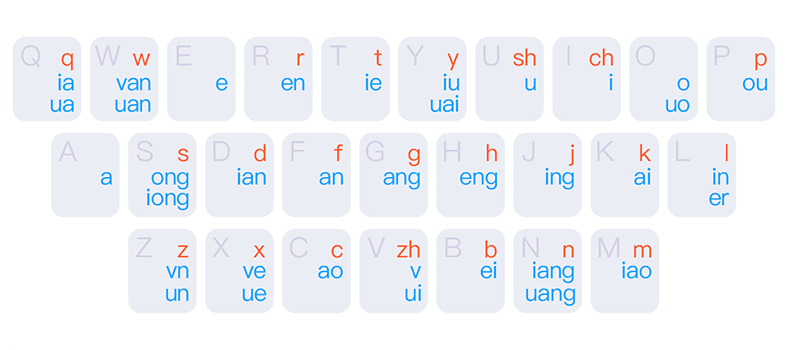 Q q W w E R r T t Y y U sh I ch O P p
ia van e en ie iu u i o ou
ua uan uai uo
A S s D d F f G g H h J j K k L l
a ong ian an ang eng ing ai in
iong er
Z z X x C c V zh B b N n M m
vn ve ao v ei iang iao
un ue ui uang